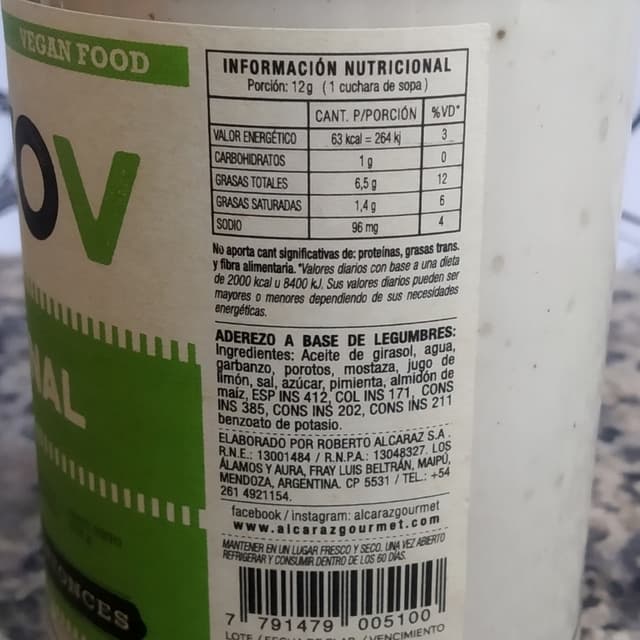 VEGAN FOOD
OV
NAL
ONCES
INFORMACIÓN NUTRICIONAL
Porción: 12g (1 cuchara de sopa)
CANT. P/PORCIÓN %VD*
VALOR ENERGÉTICO 63 kcal = 264 kj 3
CARBOHIDRATOS 1 g 0
GRASAS TOTALES 6,5 g 12
GRASAS SATURADAS 1,4 g 6
SODIO 96 mg 4
No aporta cant significativas de: proteínas, grasas trans.
y fibra alimentaria. *Valores diarios con base a una dieta
de 2000 kcal u 8400 kJ. Sus valores diarios pueden ser
mayores o menores dependiendo de sus necesidades
energéticas.
ADEREZO A BASE DE LEGUMBRES:
Ingredientes: Aceite de girasol, agua,
garbanzo, porotos, mostaza, jugo de
limón, sal, azúcar, pimienta, almidón de
maíz, ESP INS 412, COL INS 171, CONS
INS 385, CONS INS 202, CONS INS 211
benzoato de potasio.
ELABORADO POR ROBERTO ALCARAZ S.A.
R.N.E.: 13001484 / R.N.P.A.: 13048327. LOS
ÁLAMOS Y AURA, FRAY LUIS BELTRÁN, MAIPÚ,
MENDOZA, ARGENTINA. CP 5531 / TEL.: +54
261 4921154.
facebook / instagram: alcarazgourmet
www.alcarazgourmet.com
MANTENER EN UN LUGAR FRESCO Y SECO. UNA VEZ ABIERTO
REFRIGERAR Y CONSUMIR DENTRO DE LOS 60 DÍAS.
7 791479 005100
LOTE / FECHA DE ELAB. / VENCIMIENTO